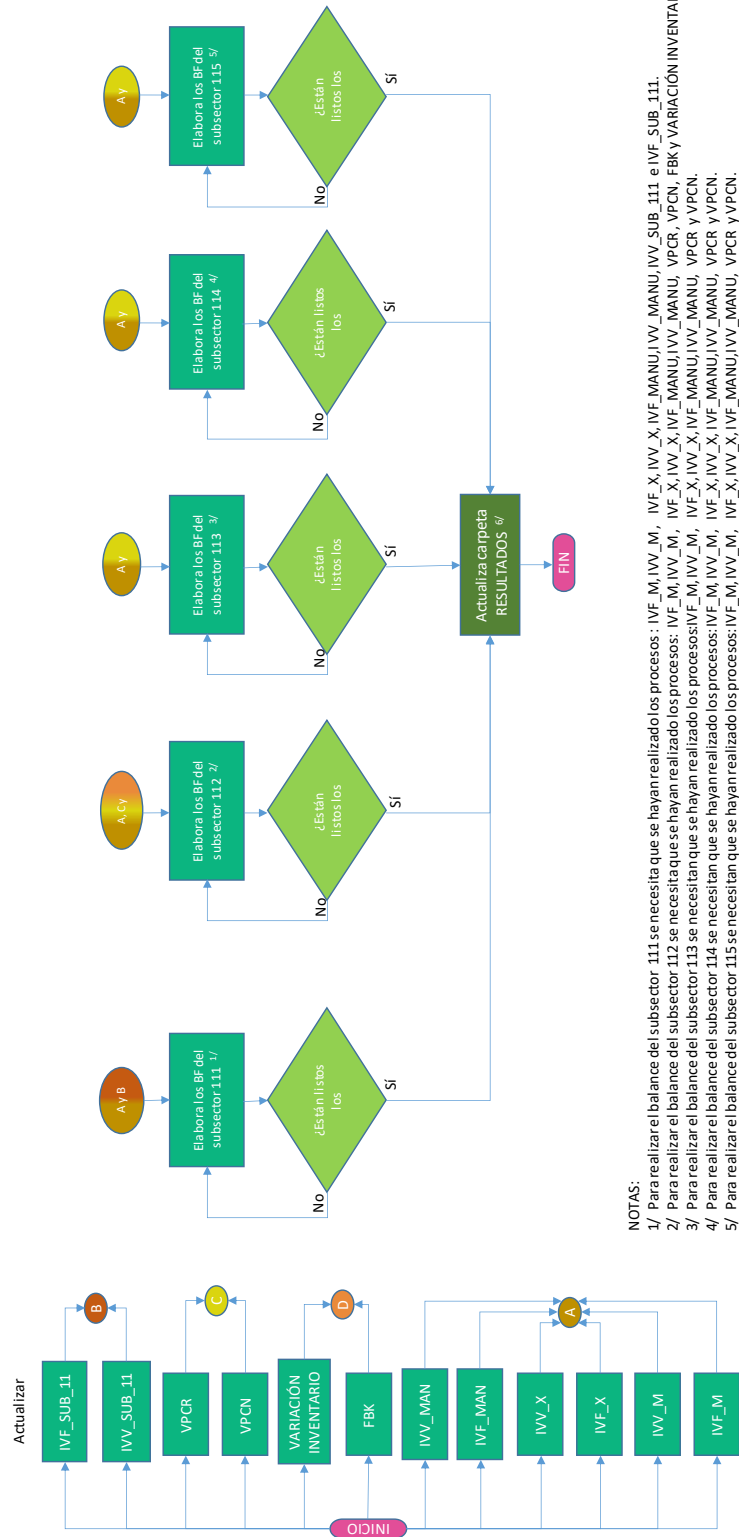 Actualizar
INICIO
IVF_SUB_11
IVV_SUB_11
VPCR
VPCN
VARIACIÓN
INVENTARIO
FBK
IVV_MAN
IVF_MAN
IVV_X
IVF_X
IVV_M
IVF_M
B
C
D
A
A y B
Elabora los BF del
subsector 111 1/
¿Están listos
los
No
Sí
A, C y
Elabora los BF del
subsector 112 2/
¿Están
listos los
No
Sí
A y
Elabora los BF del
subsector 113 3/
¿Están
listos los
No
Sí
A y
Elabora los BF del
subsector 114 4/
¿Están listos
los
No
Sí
A y
Elabora los BF del
subsector 115 5/
¿Están
listos los
No
Sí
Actualiza carpeta
RESULTADOS 6/
FIN
NOTAS:
1/ Para realizar el balance del subsector 111 se necesita que se hayan realizado los procesos: IVF_M, IVV_M, IVF_X, IVV_X, IVF_MANU, IVV_MANU, IVV_SUB_111 e IVF_SUB_111.
2/ Para realizar el balance del subsector 112 se necesita que se hayan realizado los procesos: IVF_M, IVV_M, IVF_X, IVV_X, IVF_MANU, IVV_MANU, VPCR, VPCN, FBK y VARIACIÓN INVENTAI
3/ Para realizar el balance del subsector 113 se necesitan que se hayan realizado los procesos: IVF_M, IVV_M, IVF_X, IVV_X, IVF_MANU, IVV_MANU, VPCR y VPCN.
4/ Para realizar el balance del subsector 114 se necesitan que se hayan realizado los procesos: IVF_M, IVV_M, IVF_X, IVV_X, IVF_MANU, IVV_MANU, VPCR y VPCN.
5/ Para realizar el balance del subsector 115 se necesitan que se hayan realizado los procesos: IVF_M, IVV_M, IVF_X, IVV_X, IVF_MANU, IVV_MANU, VPCR y VPCN.